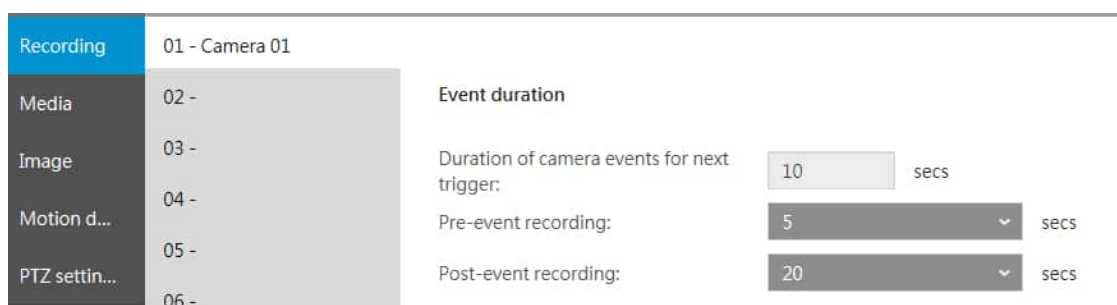 Recording
Media
Image
Motion d...
PTZ settin...
01 - Camera 01
02 -
03 -
04 -
05 -
06 -
Event duration
Duration of camera events for next
trigger:
10 secs
Pre-event recording: 5 secs
Post-event recording: 20 secs